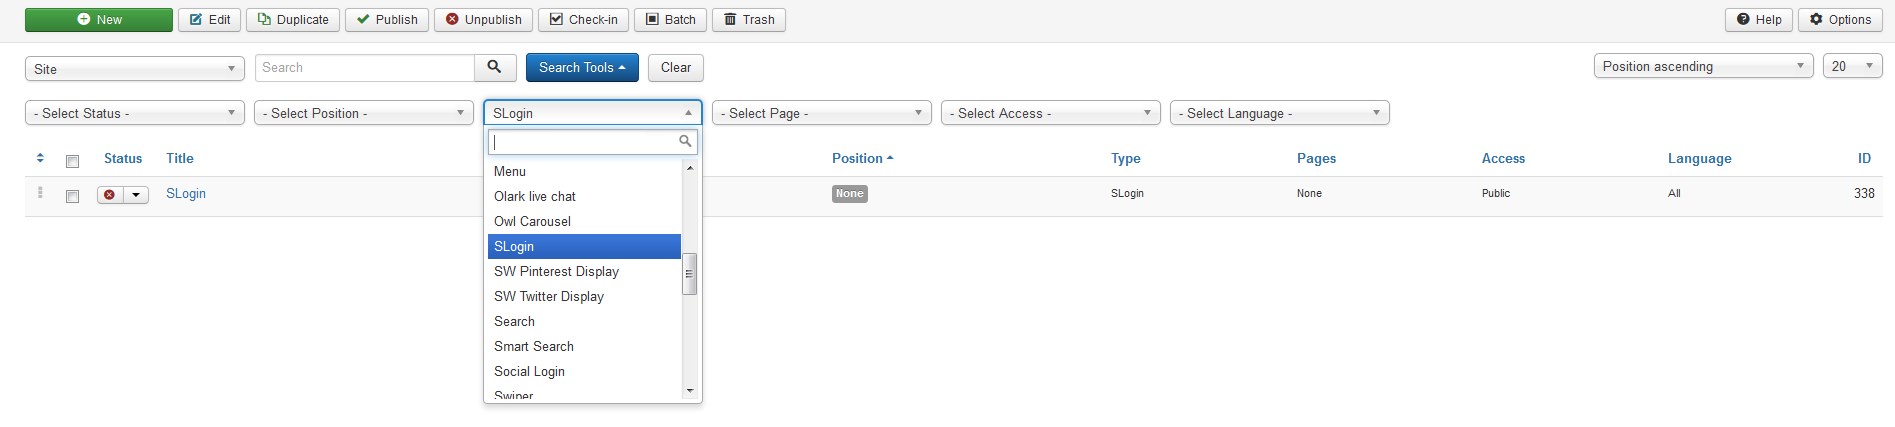 New Edit Duplicate Publish Unpublish Check-in Batch Trash Help Options
Site Search Search Tools Clear Position ascending 20
- Select Status - - Select Position - SLogin - Select Page - - Select Access - - Select Language -
Status Title Position Type Pages Access Language ID
SLogin None SLogin None Public All 338
Menu
Olark live chat
Owl Carousel
SLogin
SW Pinterest Display
SW Twitter Display
Search
Smart Search
Social Login
Swiper